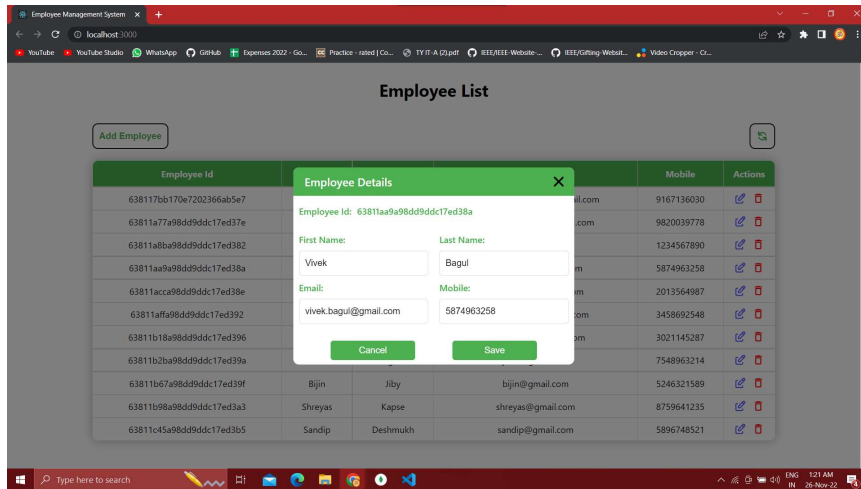 Employee Management System
localhost:3000
YouTube YouTube Studio WhatsApp GitHub Expenses 2022 - Go... Practice - rated | Co... TY IT-A (2).pdf IEEE/IEEE-Website-... IEEE/Gifting-Websit... Video Cropper - Cr...
Employee List
Add Employee
Employee Id Mobile Actions
638117bb170e7202366ab5e7 ail.com 9167136030
63811a77a98dd9ddc17ed37e .com 9820039778
63811a8ba98dd9ddc17ed382 1234567890
63811aa9a98dd9ddc17ed38a m 5874963258
63811acca98dd9ddc17ed38e m 2013564987
63811affa98dd9ddc17ed392 om 3458692548
63811b18a98dd9ddc17ed396 om 3021145287
63811b2ba98dd9ddc17ed39a 7548963214
63811b67a98dd9ddc17ed39f Bijin Jiby bijin@gmail.com 5246321589
63811b98a98dd9ddc17ed3a3 Shreyas Kapse shreyas@gmail.com 8759641235
63811c45a98dd9ddc17ed3b5 Sandip Deshmukh sandip@gmail.com 5896748521
Employee Details
Employee Id: 63811aa9a98dd9ddc17ed38a
First Name: Last Name:
Vivek Bagul
Email: Mobile:
vivek.bagul@gmail.com 5874963258
Cancel Save
Type here to search
ENG 1:21 AM
IN 26-Nov-22